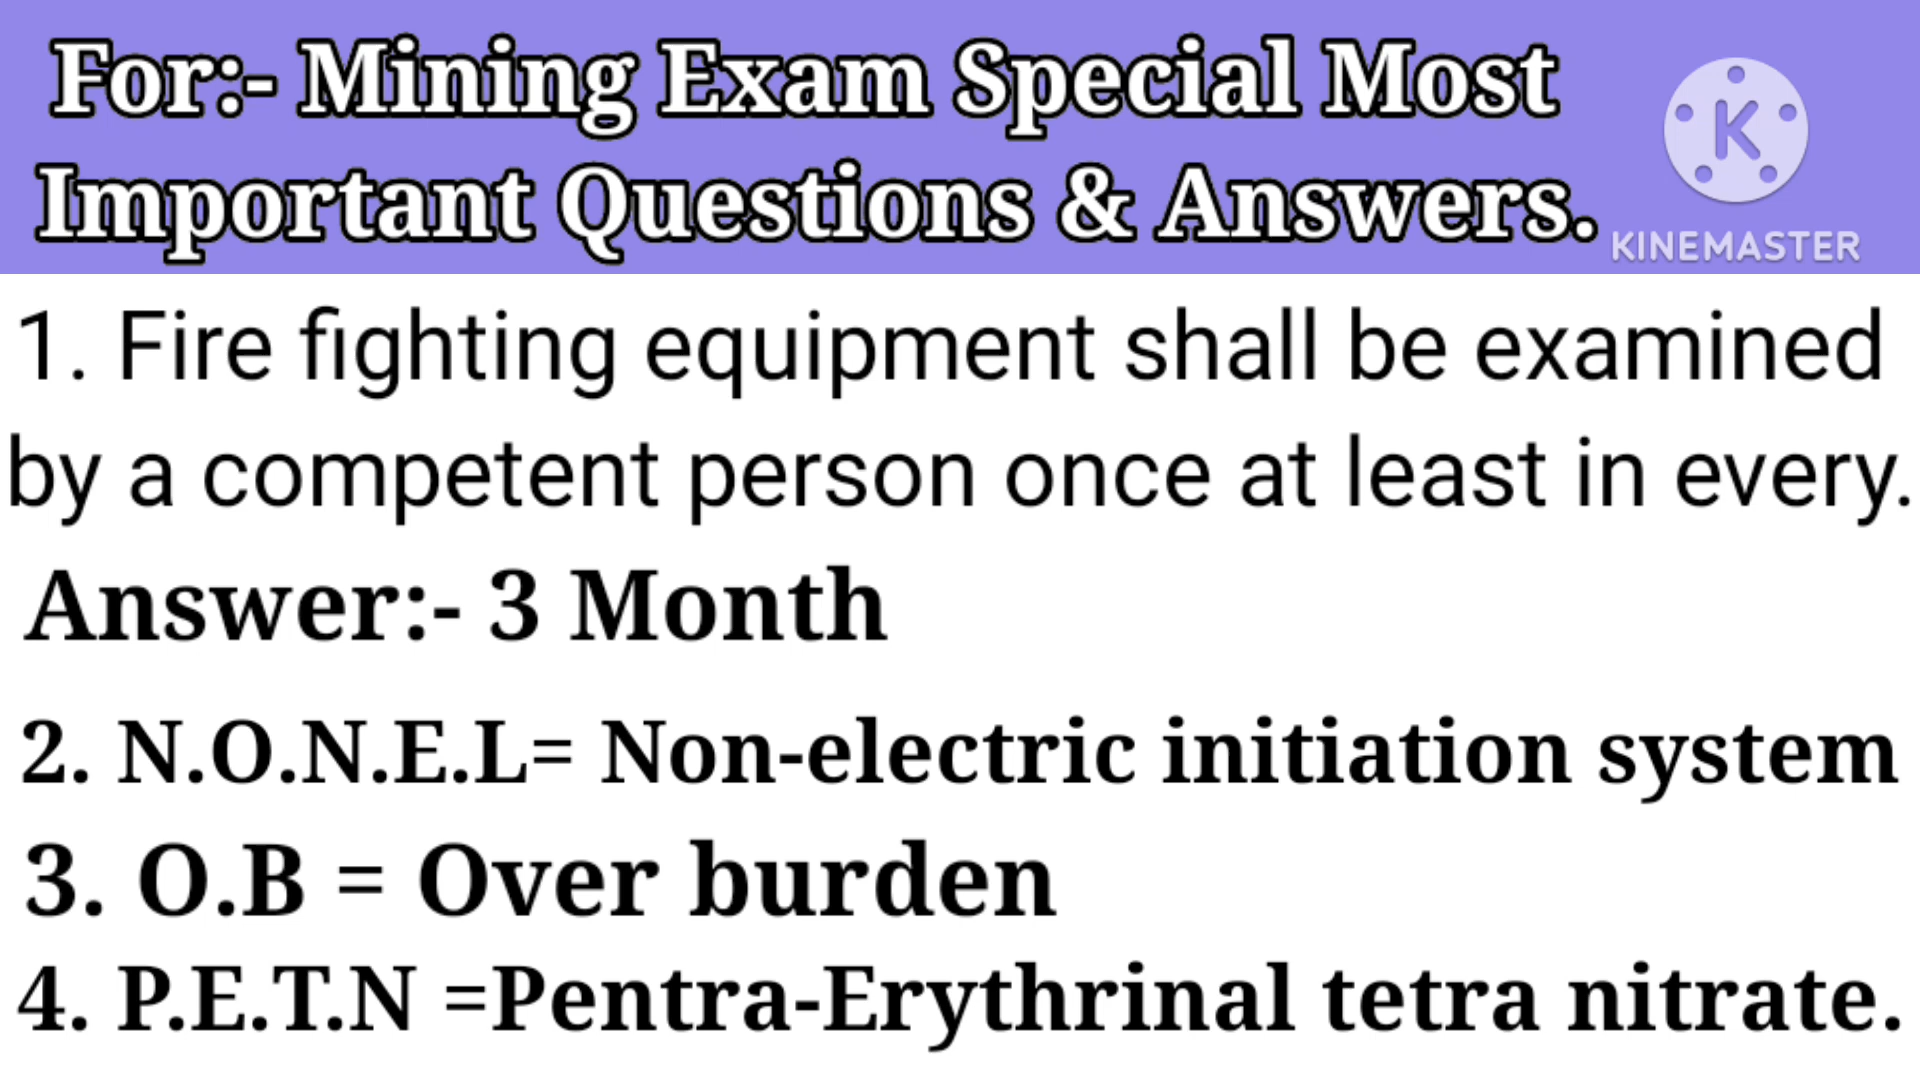 For:- Mining Exam Special Most
Important Questions & Answers.
K
KINEMASTER
1. Fire fighting equipment shall be examined
by a competent person once at least in every.
Answer:- 3 Month
2. N.O.N.E.L= Non-electric initiation system
3. O.B = Over burden
4. P.E.T.N =Pentra-Erythrinal tetra nitrate.